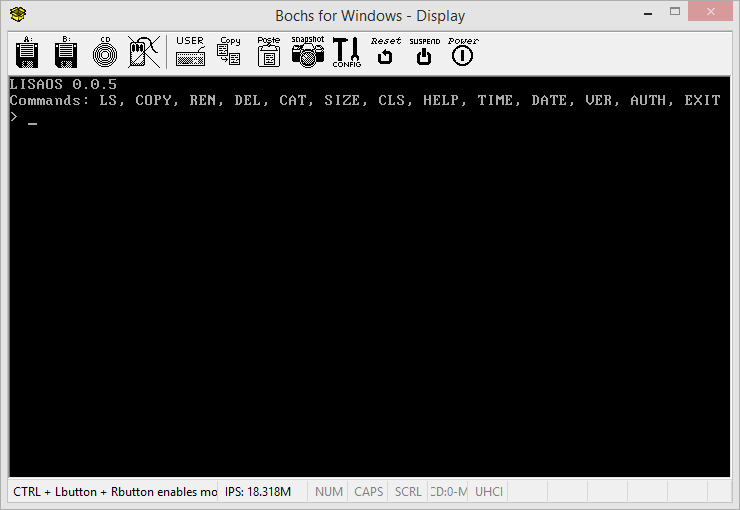 Bochs for Windows - Display
A: B: CD USER Copy Paste snapshot CONFIG Reset SUSPEND Power
LISAOS 0.0.5
Commands: LS, COPY, REN, DEL, CAT, SIZE, CLS, HELP, TIME, DATE, VER, AUTH, EXIT
> _
CTRL + Lbutton + Rbutton enables mo IPS: 18.318M NUM CAPS SCRL CD:0-M UHCI